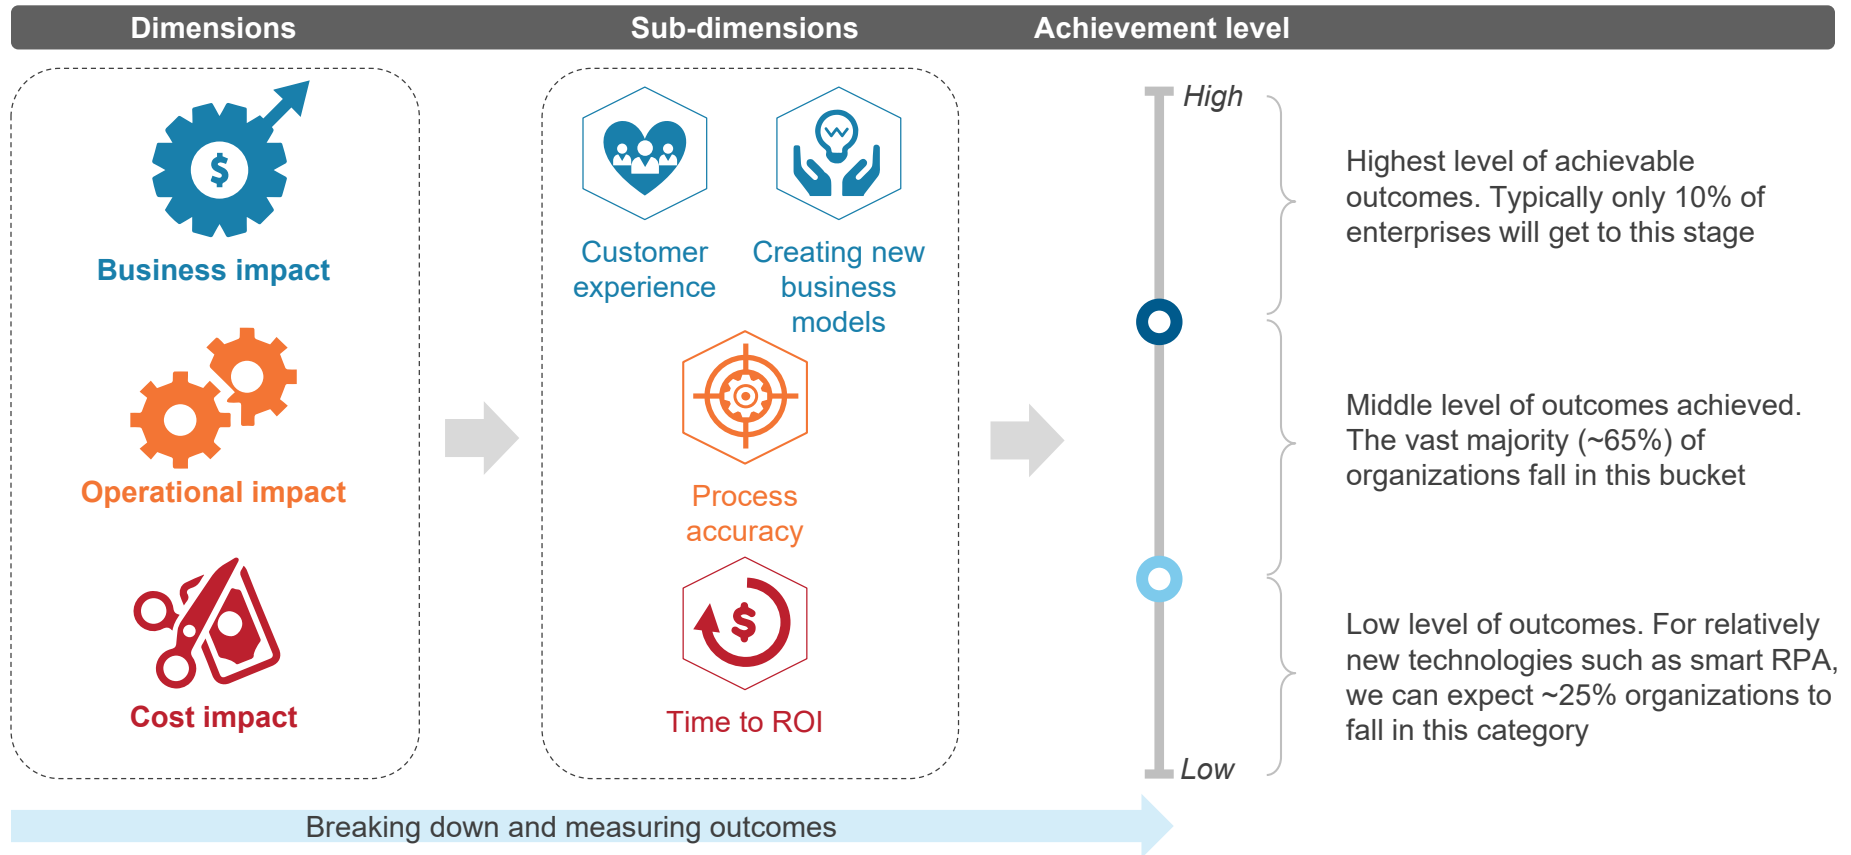 Dimensions
Sub-dimensions
Achievement level
Business impact
Operational impact
Cost impact
Customer
experience
Creating new
business
models
Process
accuracy
Time to ROI
High
Low
Highest level of achievable
outcomes. Typically only 10% of
enterprises will get to this stage
Middle level of outcomes achieved.
The vast majority (~65%) of
organizations fall in this bucket
Low level of outcomes. For relatively
new technologies such as smart RPA,
we can expect ~25% organizations to
fall in this category
Breaking down and measuring outcomes